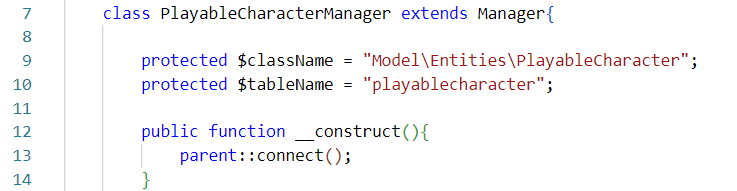 7 class PlayableCharacterManager extends Manager{
8
9 protected $className = "Model\Entities\PlayableCharacter";
10 protected $tableName = "playablecharacter";
11
12 public function __construct(){
13 parent::connect();
14 }